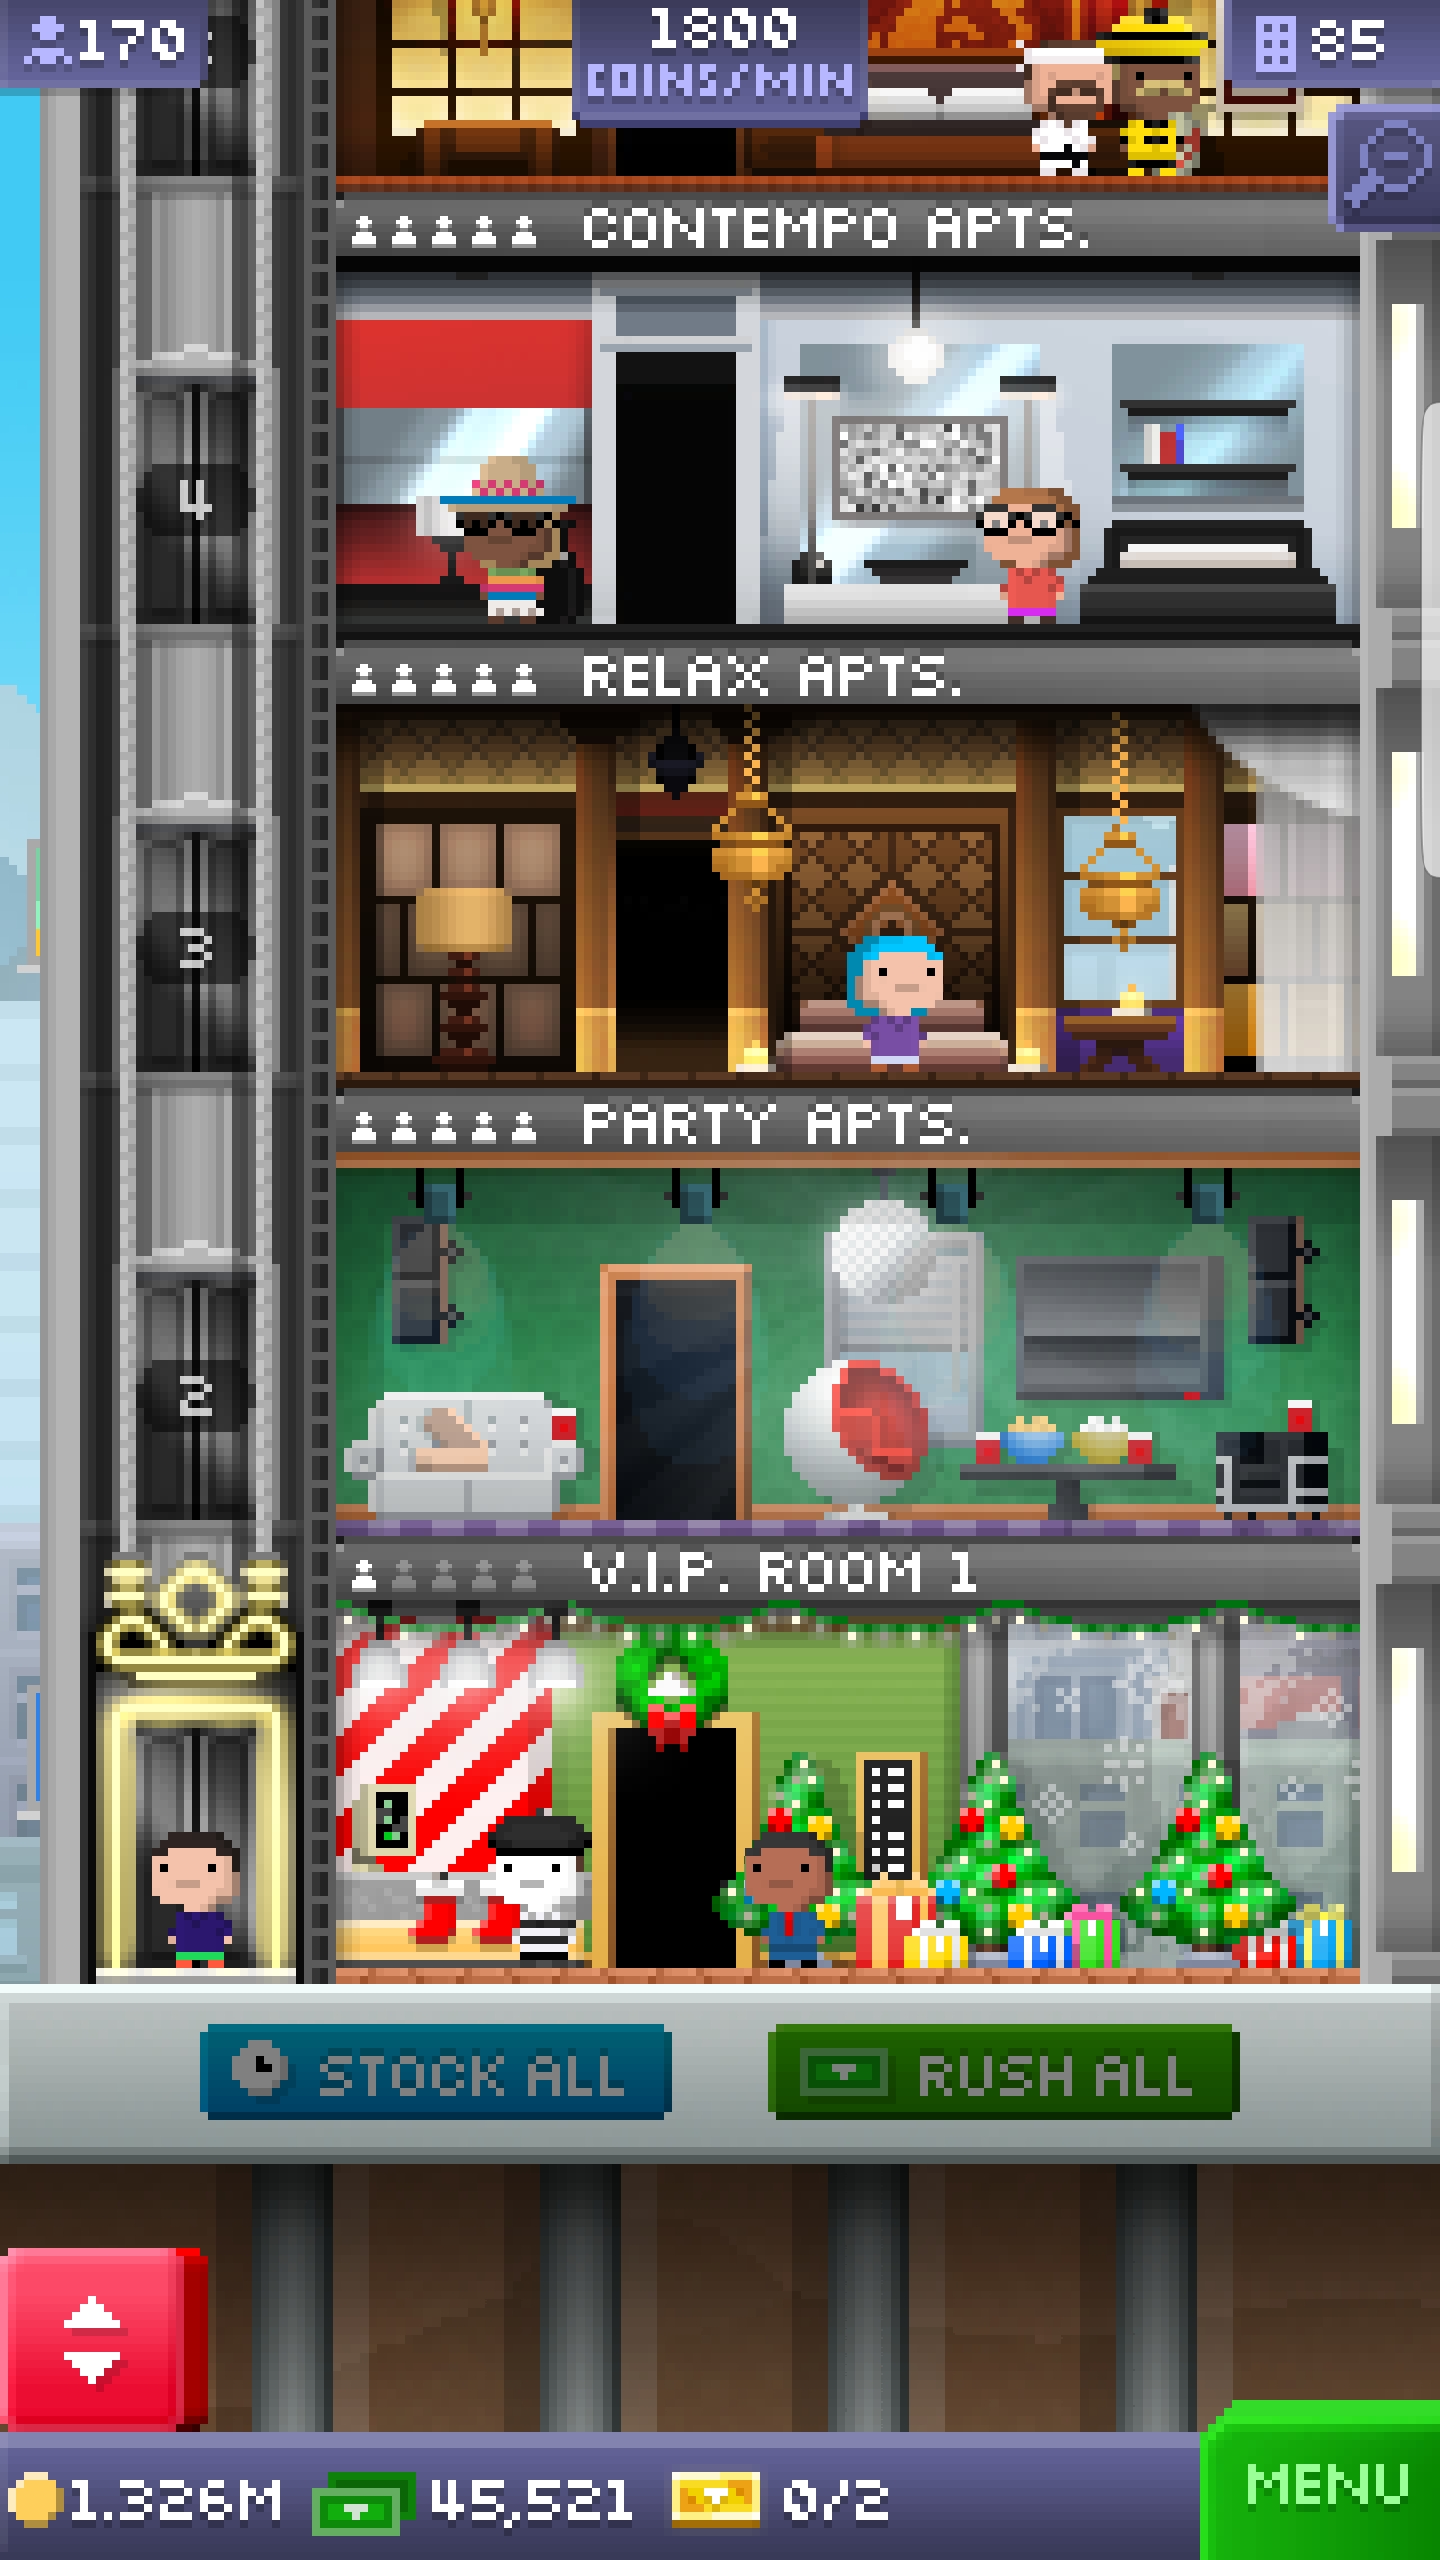 170
1800
COINS/MIN
85
CONTEMPO APTS.
4
RELAX APTS.
3
PARTY APTS.
2
V.I.P. ROOM 1
STOCK ALL
RUSH ALL
1.326M
45,521
0/2
MENU